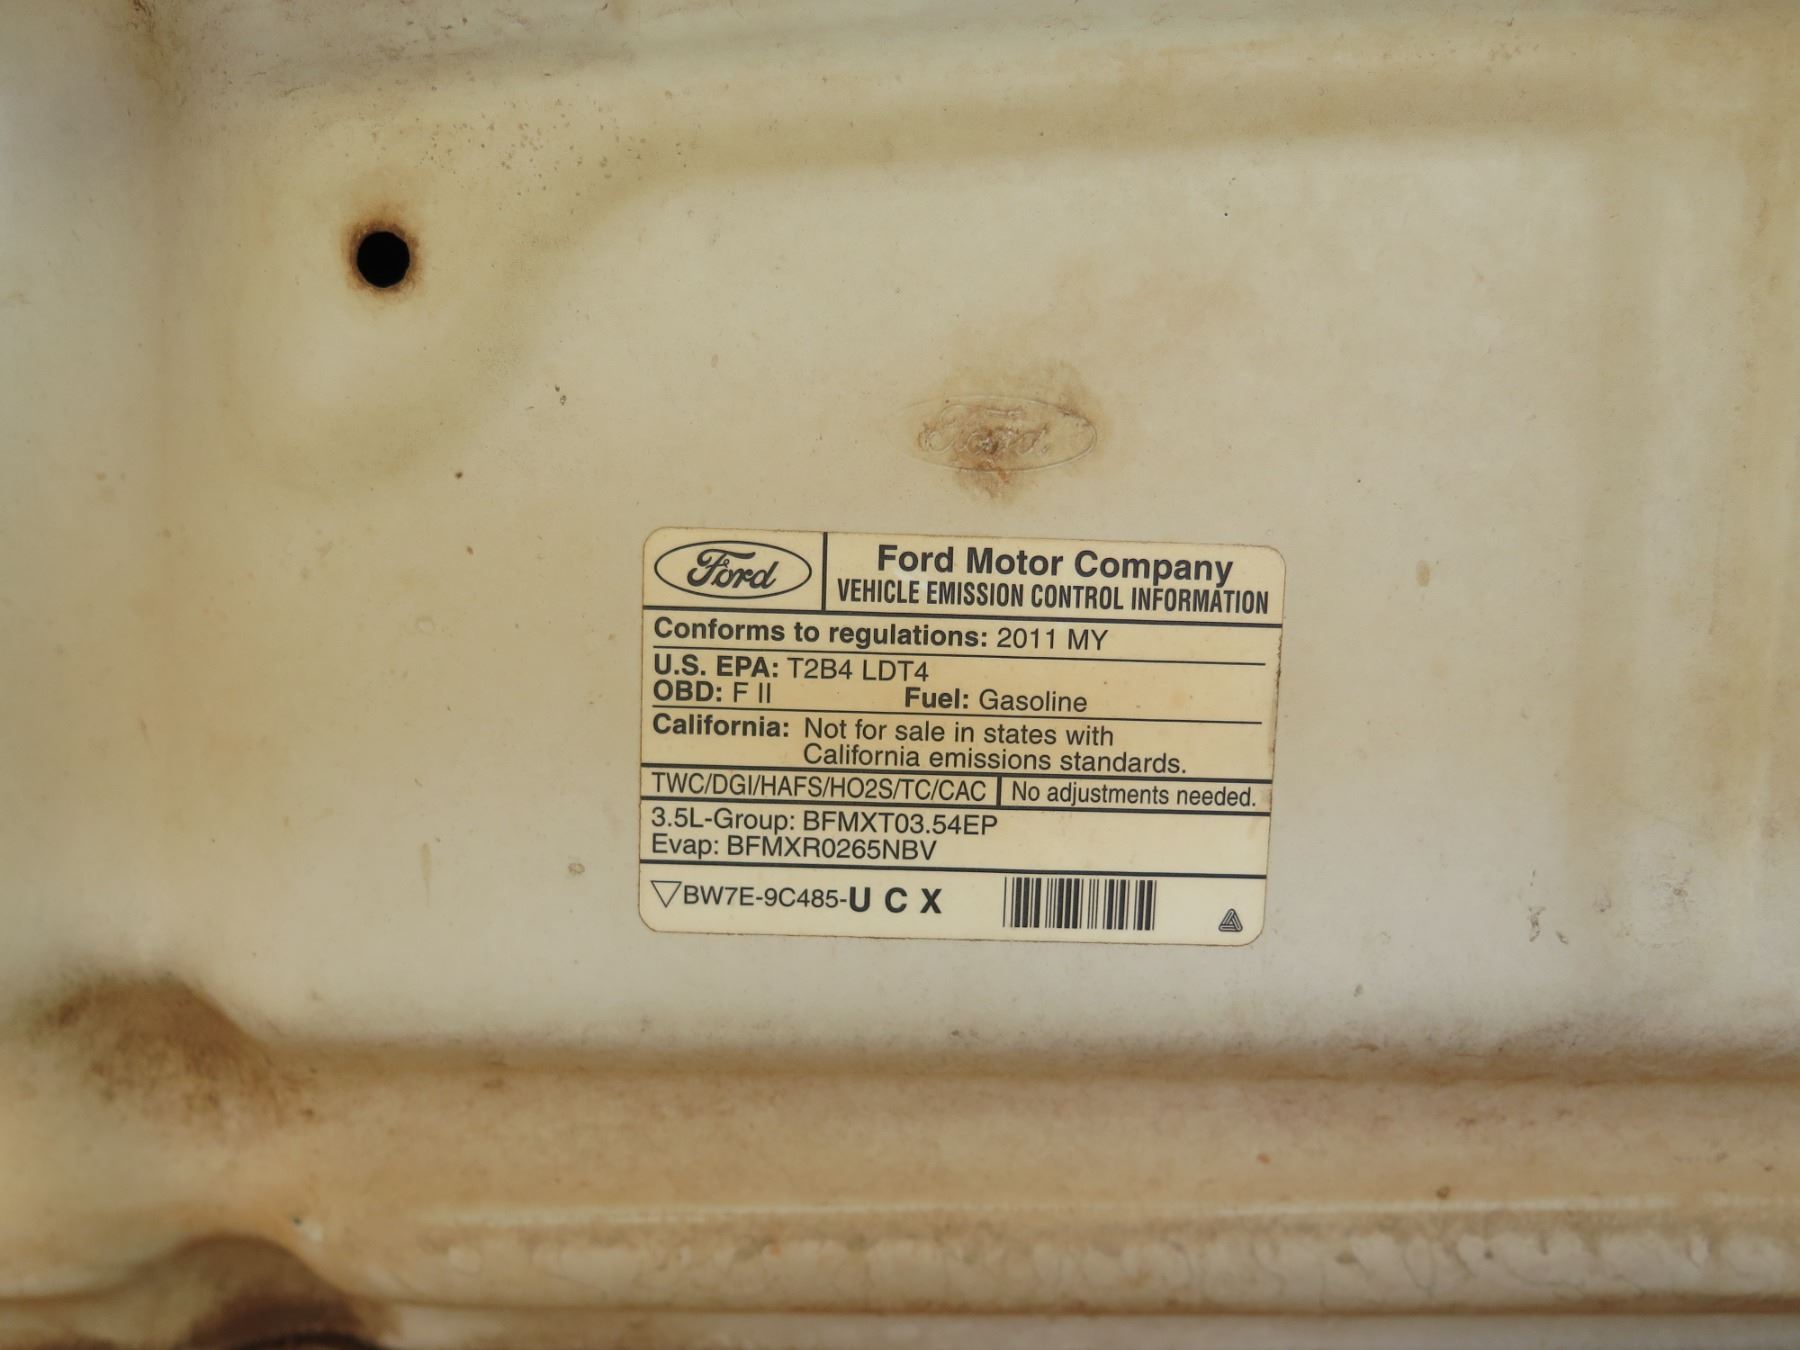 Ford
Ford
Ford Motor Company
VEHICLE EMISSION CONTROL INFORMATION
Conforms to regulations: 2011 MY
U.S. EPA: T2B4 LDT4
OBD: F II Fuel: Gasoline
California: Not for sale in states with
California emissions standards.
TWC/DGI/HAFS/HO2S/TC/CAC No adjustments needed.
3.5L-Group: BFMXT03.54EP
Evap: BFMXR0265NBV
BW7E-9C485-U C X